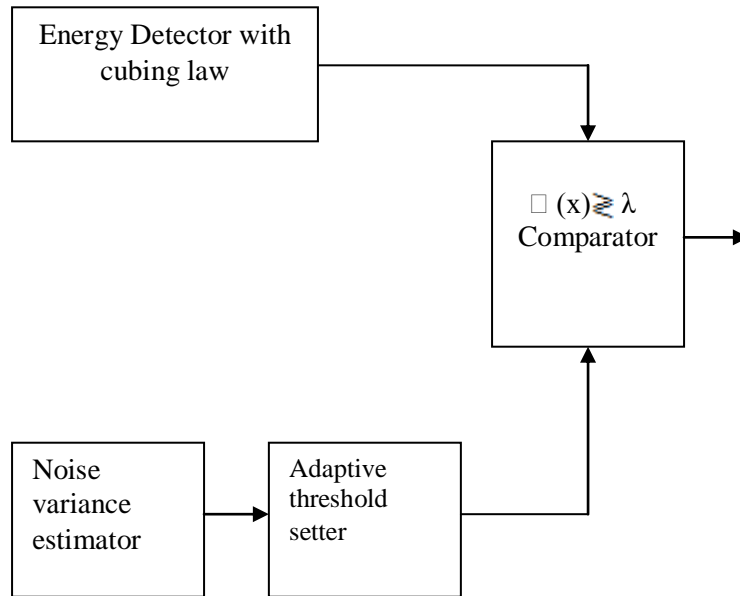 Energy Detector with
cubing law
□ (x)≷ λ
Comparator
Noise
variance
estimator
Adaptive
threshold
setter